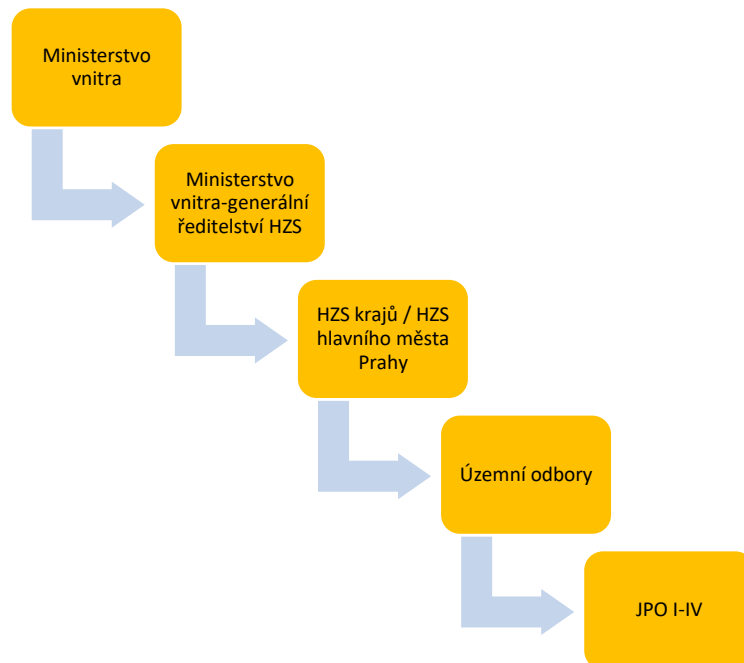 Ministerstvo
vnitra
Ministerstvo
vnitra-generální
ředitelství HZS
HZS krajů / HZS
hlavního města
Prahy
Územní odbory
JPO I-IV